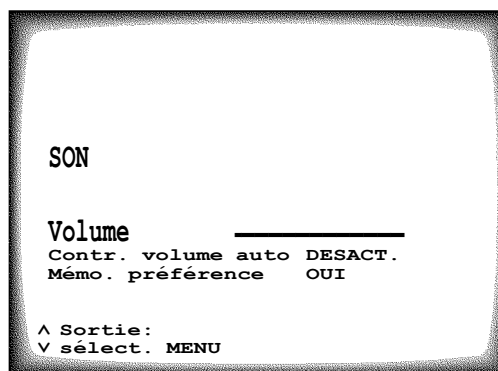 SON
Volume
Contr. volume auto DESACT.
Mémo. préférence OUI
^ Sortie:
v sélect. MENU